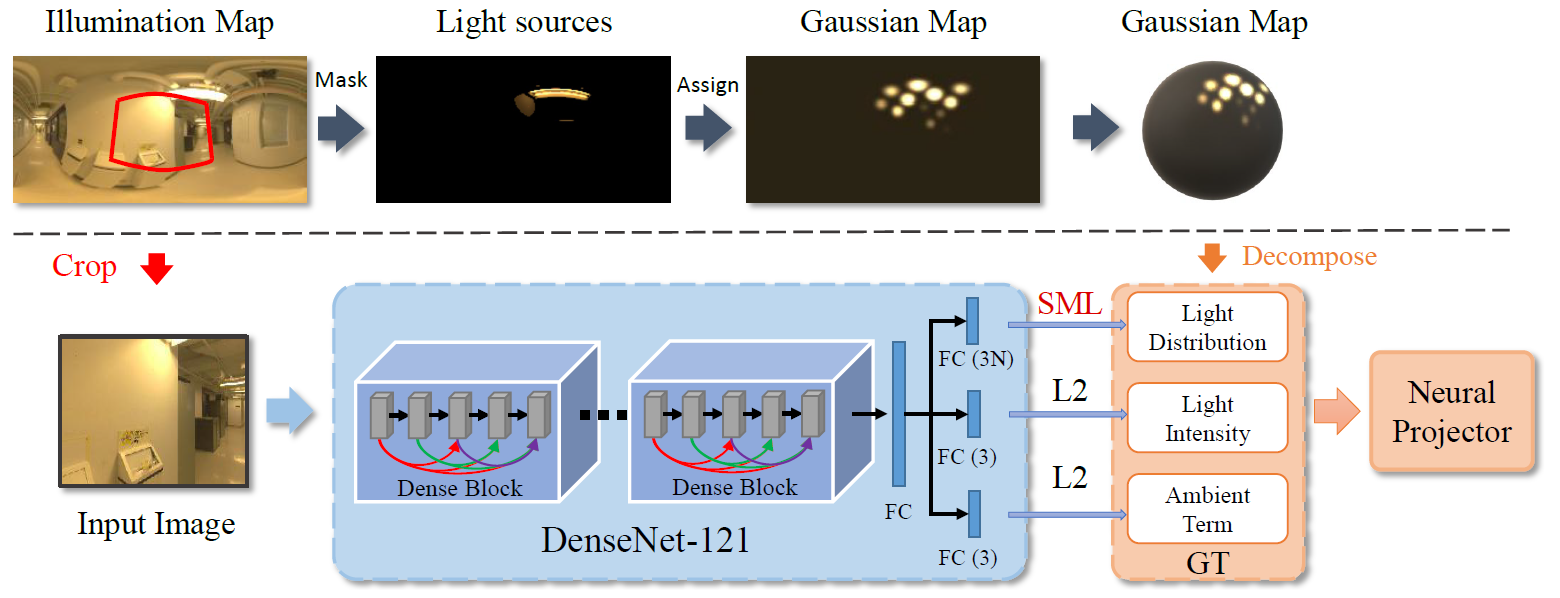 Illumination Map
Light sources
Gaussian Map
Gaussian Map
Mask
Assign
Crop
Decompose
Input Image
Dense Block
Dense Block
DenseNet-121
FC
FC (3N)
FC (3)
FC (3)
SML
L2
L2
Light
Distribution
Light
Intensity
Ambient
Term
GT
Neural
Projector